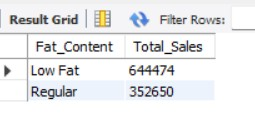 Result Grid Filter Rows:
Fat_Content Total_Sales
Low Fat 644474
Regular 352650